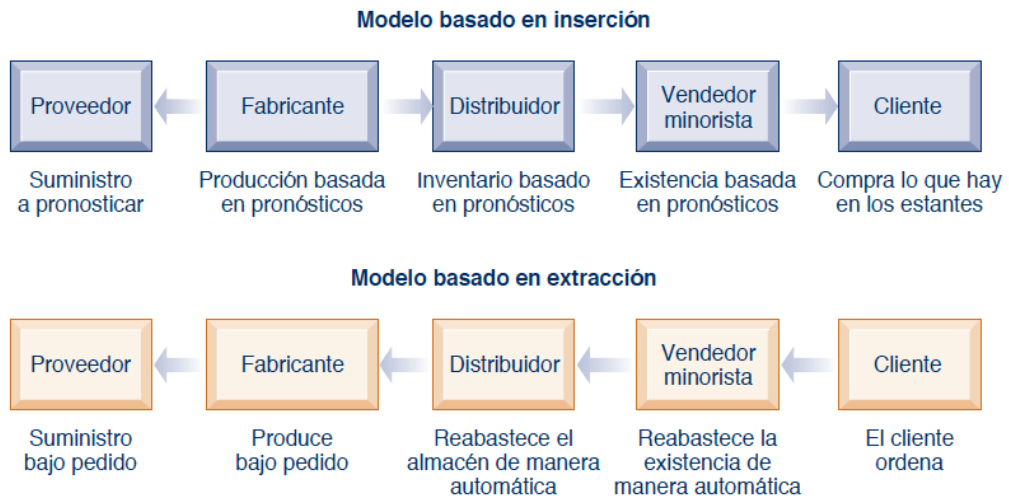 Modelo basado en inserción
Proveedor
Fabricante
Distribuidor
Vendedor
minorista
Cliente
Suministro
a pronosticar
Producción basada
en pronósticos
Inventario basado
en pronósticos
Existencia basada
en pronósticos
Compra lo que hay
en los estantes
Modelo basado en extracción
Proveedor
Fabricante
Distribuidor
Vendedor
minorista
Cliente
Suministro
bajo pedido
Produce
bajo pedido
Reabastece el
almacén de manera
automática
Reabastece la
existencia de
manera automática
El cliente
ordena